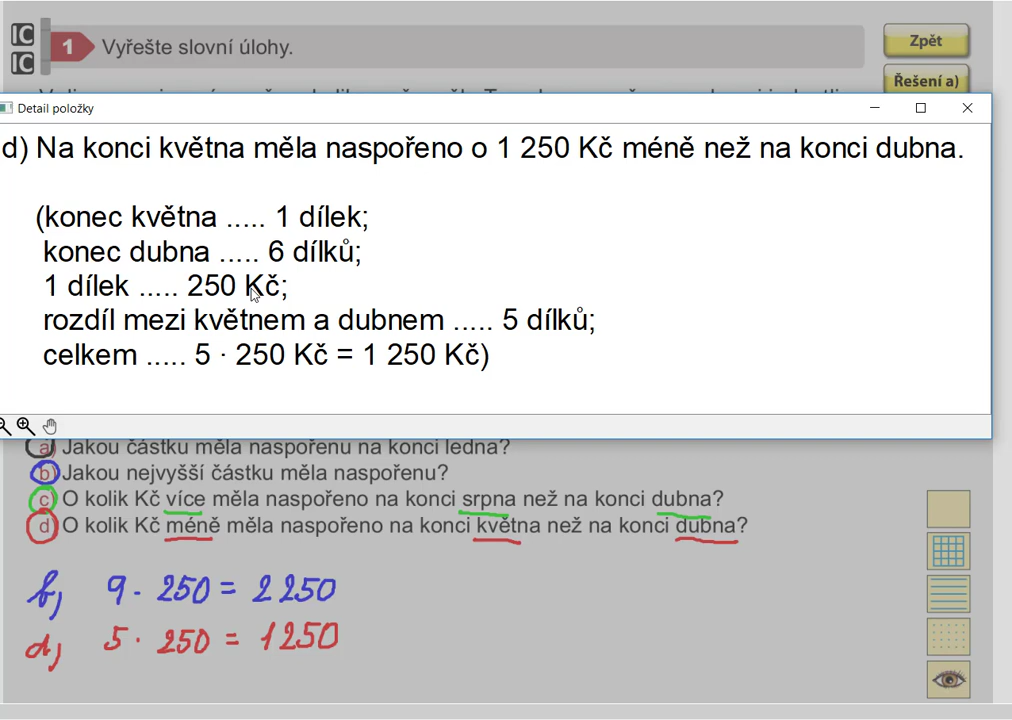 1 Vyřešte slovní úlohy.
Zpět
Řešení a)
Detail položky
d) Na konci května měla naspořeno o 1 250 Kč méně než na konci dubna.
(konec května ..... 1 dílek;
konec dubna ..... 6 dílků;
1 dílek ..... 250 Kč;
rozdíl mezi květnem a dubnem ..... 5 dílků;
celkem ..... 5 · 250 Kč = 1 250 Kč)
a) Jakou částku měla naspořenu na konci ledna?
b) Jakou nejvyšší částku měla naspořenu?
c) O kolik Kč více měla naspořeno na konci srpna než na konci dubna?
d) O kolik Kč méně měla naspořeno na konci května než na konci dubna?
b) 9 · 250 = 2 250
d) 5 · 250 = 1250